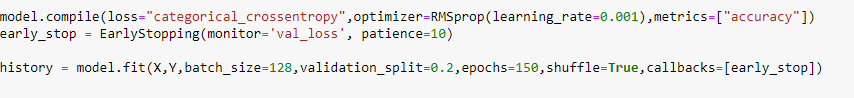 model.compile(loss="categorical_crossentropy",optimizer=RMSprop(learning_rate=0.001),metrics=["accuracy"])
early_stop = EarlyStopping(monitor='val_loss', patience=10)
history = model.fit(X,Y,batch_size=128,validation_split=0.2,epochs=150,shuffle=True,callbacks=[early_stop])